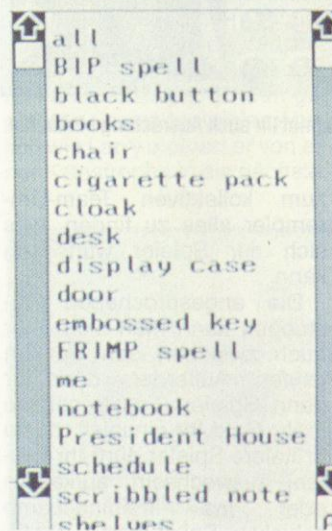 all
BIP spell
black button
books
chair
cigarette pack
cloak
desk
display case
door
embossed key
FRIMP spell
me
notebook
President House
schedule
scribbled note
shelves